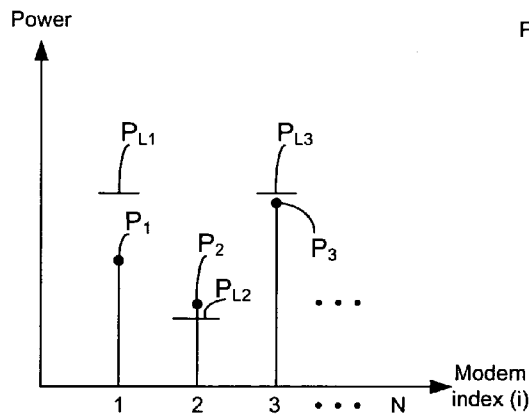 Power
F
PL1
PL3
P1
P2
P3
PL2
• • •
Modem
index (i)
1 2 3 • • • N